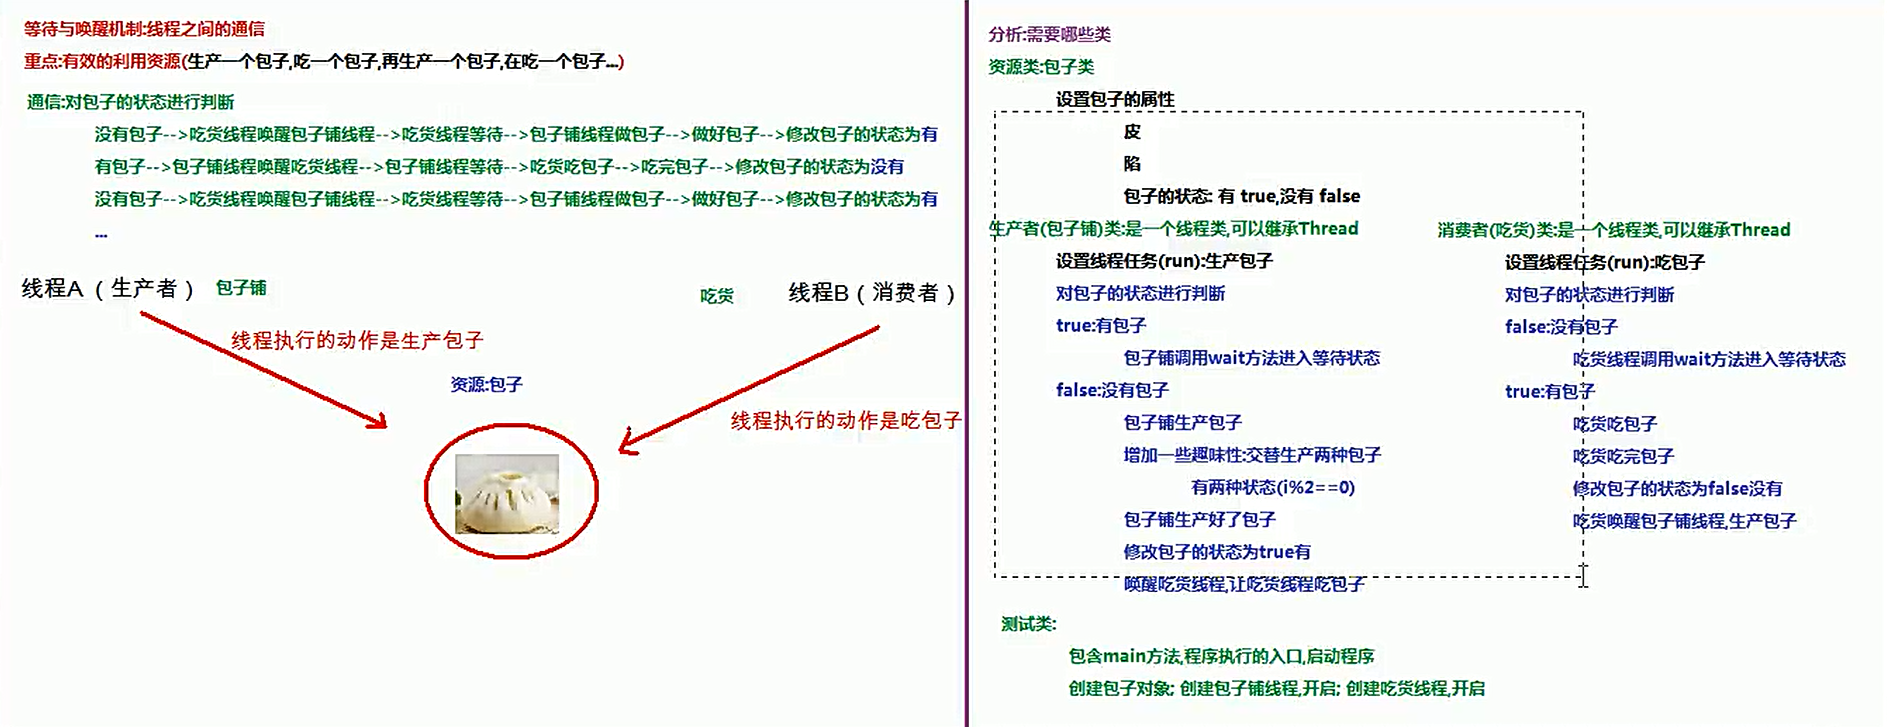 等待与唤醒机制:线程之间的通信
重点:有效的利用资源(生产一个包子,吃一个包子,再生产一个包子,在吃一个包子...)
通信:对包子的状态进行判断
没有包子-->吃货线程唤醒包子铺线程-->吃货线程等待-->包子铺线程做包子-->做好包子-->修改包子的状态为有
有包子-->包子铺线程唤醒吃货线程-->包子铺线程等待-->吃货吃包子-->吃完包子-->修改包子的状态为没有
没有包子-->吃货线程唤醒包子铺线程-->吃货线程等待-->包子铺线程做包子-->做好包子-->修改包子的状态为有
...
线程A（生产者） 包子铺
吃货 线程B（消费者）
线程执行的动作是生产包子
资源:包子
线程执行的动作是吃包子
分析:需要哪些类
资源类:包子类
设置包子的属性
皮
陷
包子的状态: 有 true,没有 false
生产者(包子铺)类:是一个线程类,可以继承Thread
设置线程任务(run):生产包子
对包子的状态进行判断
true:有包子
包子铺调用wait方法进入等待状态
false:没有包子
包子铺生产包子
增加一些趣味性:交替生产两种包子
有两种状态(i%2==0)
包子铺生产好了包子
修改包子的状态为true有
唤醒吃货线程,让吃货线程吃包子
消费者(吃货)类:是一个线程类,可以继承Thread
设置线程任务(run):吃包子
对包子的状态进行判断
false:没有包子
吃货线程调用wait方法进入等待状态
true:有包子
吃货吃包子
吃货吃完包子
修改包子的状态为false没有
吃货唤醒包子铺线程,生产包子
测试类:
包含main方法,程序执行的入口,启动程序
创建包子对象; 创建包子铺线程,开启; 创建吃货线程,开启